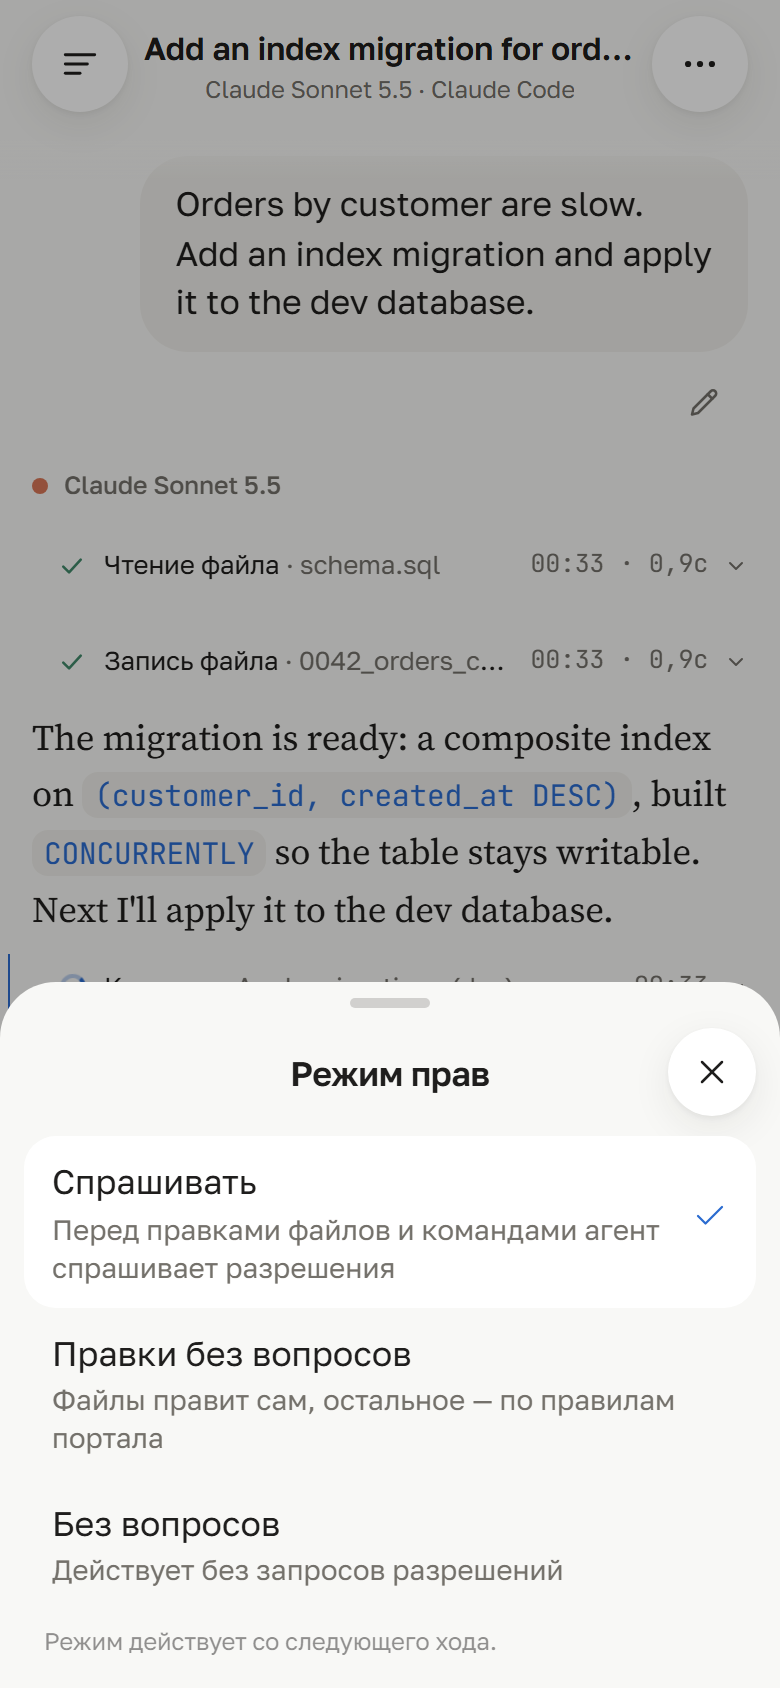 Add an index migration for ord...
Claude Sonnet 5.5 · Claude Code
Orders by customer are slow.
Add an index migration and apply
it to the dev database.
Claude Sonnet 5.5
Чтение файла · schema.sql 00:33 · 0,9с
Запись файла · 0042_orders_c... 00:33 · 0,9с
The migration is ready: a composite index
on (customer_id, created_at DESC), built
CONCURRENTLY so the table stays writable.
Next I'll apply it to the dev database.
Режим прав
Спрашивать
Перед правками файлов и командами агент
спрашивает разрешения
Правки без вопросов
Файлы правит сам, остальное — по правилам
портала
Без вопросов
Действует без запросов разрешений
Режим действует со следующего хода.